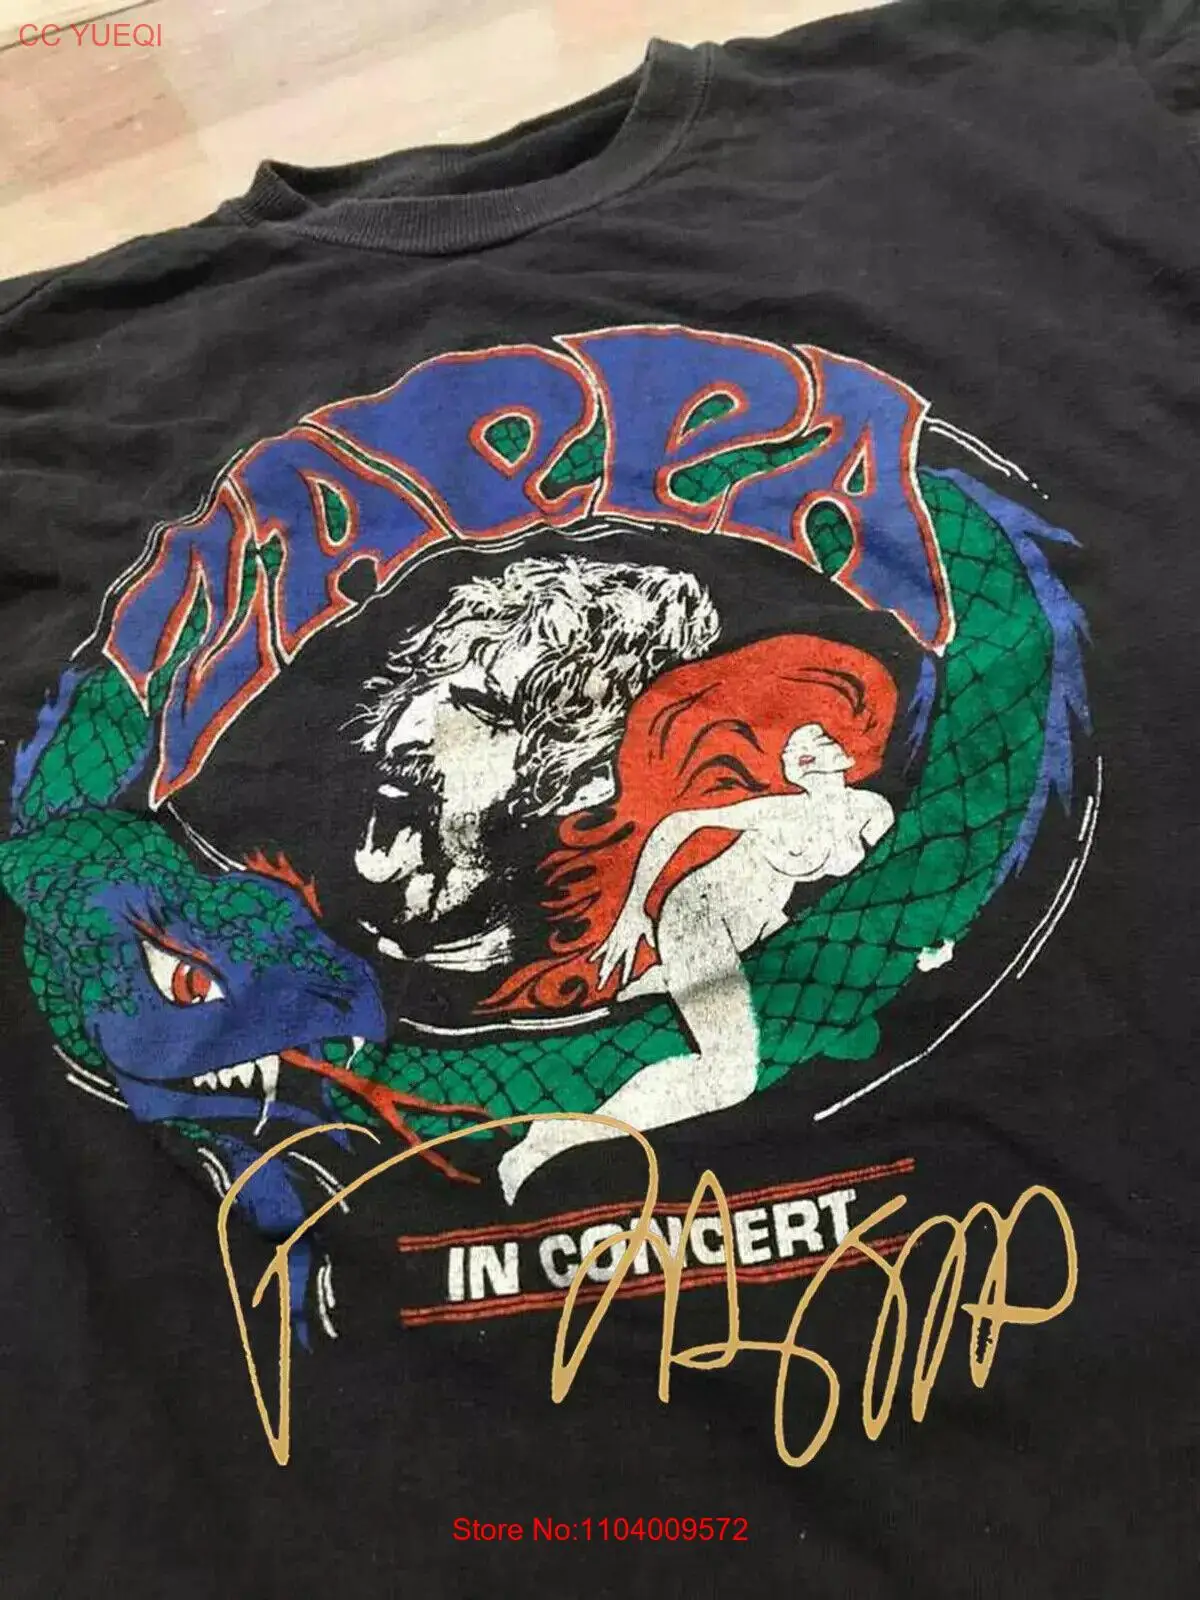 CC YUEQI
ZAPPA
IN CONCERT
Store No:1104009572